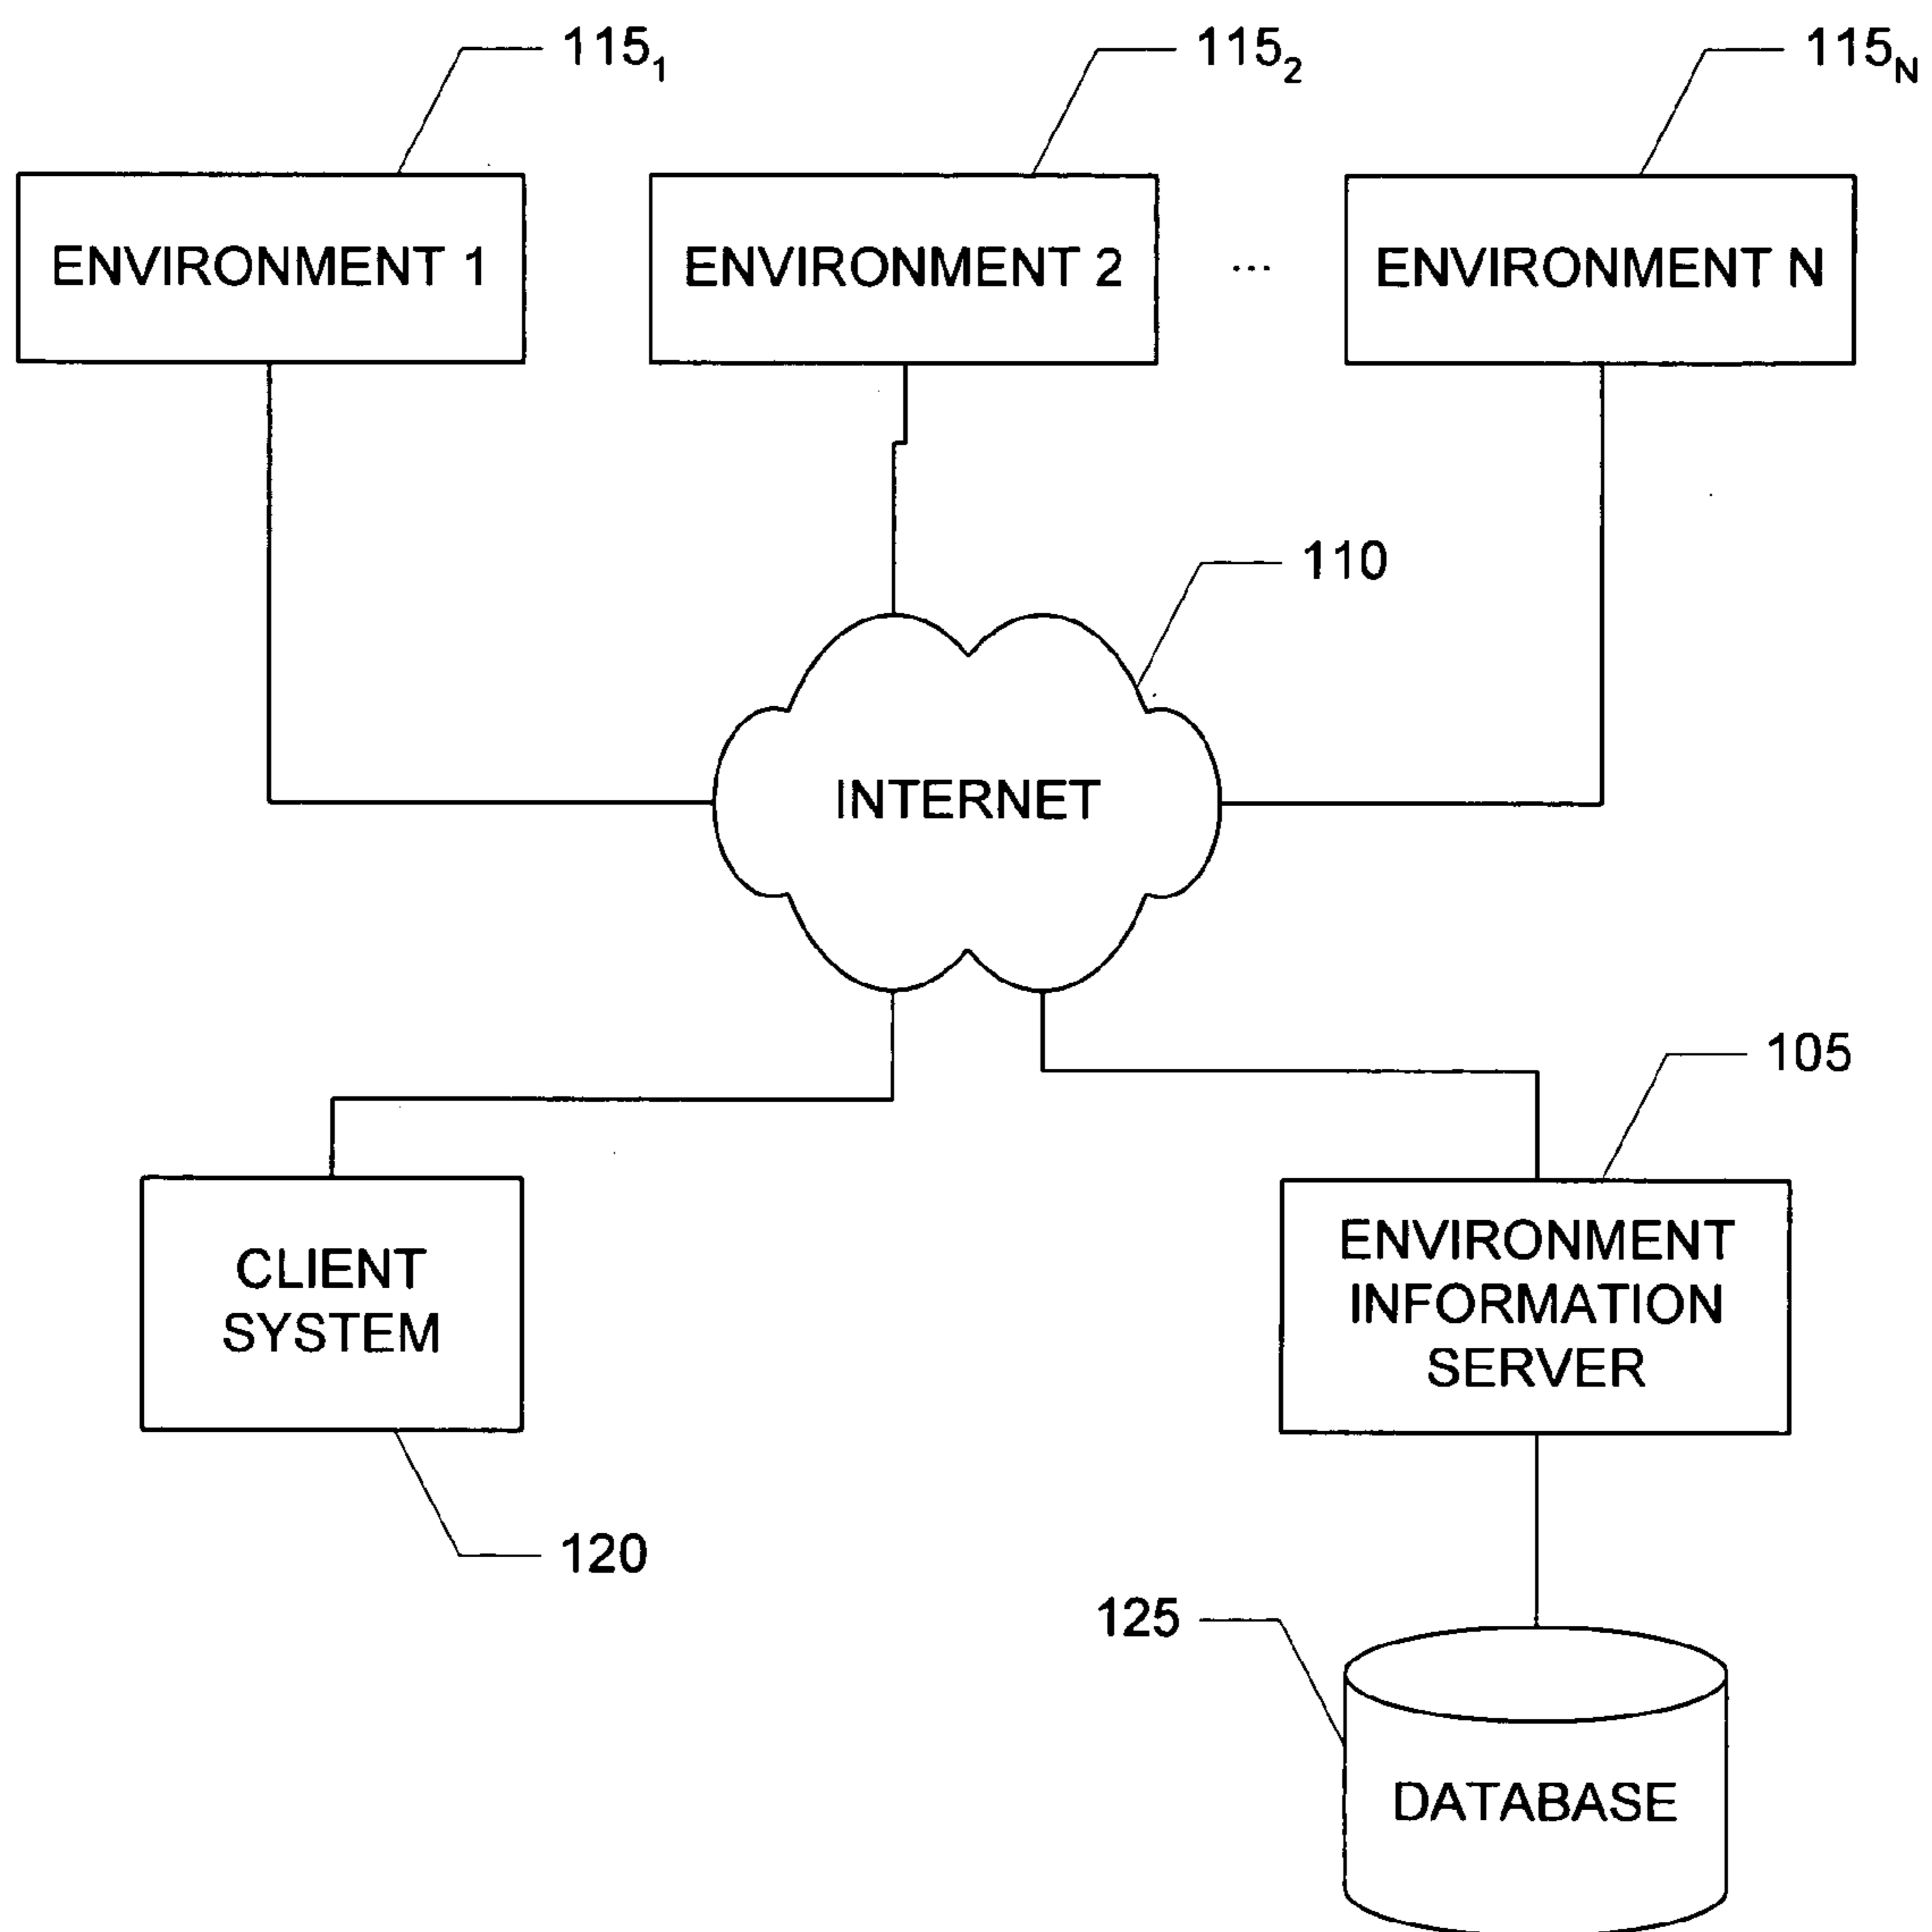 115₁
115₂
115N
ENVIRONMENT 1
ENVIRONMENT 2
...
ENVIRONMENT N
110
INTERNET
105
CLIENT
SYSTEM
ENVIRONMENT
INFORMATION
SERVER
120
125
DATABASE